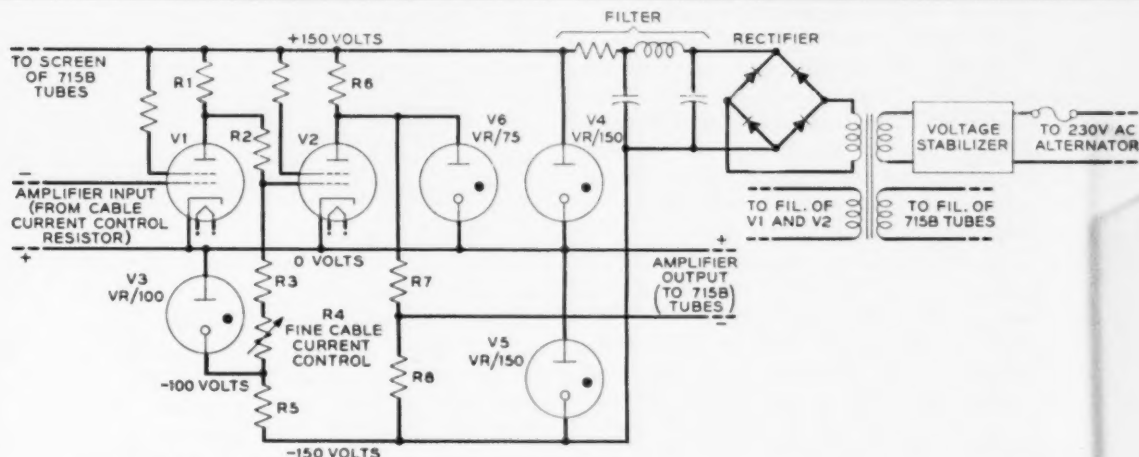 FILTER
+150 VOLTS
RECTIFIER
TO SCREEN
OF 715B
TUBES
R1
R6
V6
VR/75
V4
VR/150
V1
R2
V2
VOLTAGE
STABILIZER
TO 230V AC
ALTERNATOR
−
AMPLIFIER INPUT
(FROM CABLE
CURRENT CONTROL
RESISTOR)
+
TO FIL. OF
V1 AND V2
TO FIL. OF
715B TUBES
0 VOLTS
+
AMPLIFIER
OUTPUT
(TO 715B)
TUBES
−
V3
VR/100
R3
R7
R4
FINE CABLE
CURRENT
CONTROL
V5
VR/150
R8
-100 VOLTS
R5
-150 VOLTS